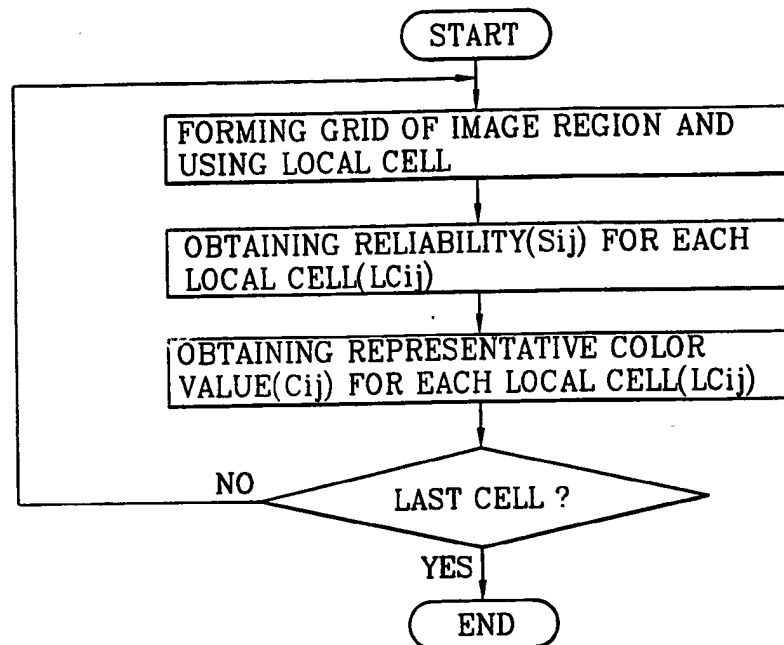 START
FORMING GRID OF IMAGE REGION AND
USING LOCAL CELL
OBTAINING RELIABILITY(Sij) FOR EACH
LOCAL CELL(LCij)
OBTAINING REPRESENTATIVE COLOR
VALUE(Cij) FOR EACH LOCAL CELL(LCij)
NO
LAST CELL ?
YES
END